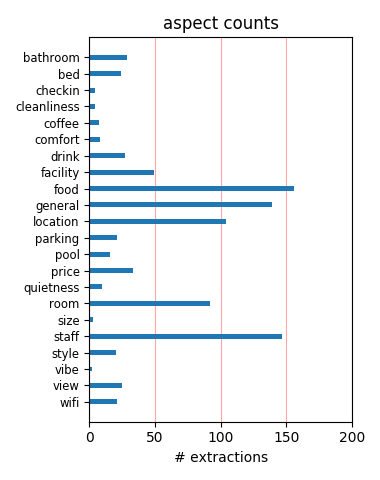 aspect counts
bathroom
bed
checkin
cleanliness
coffee
comfort
drink
facility
food
general
location
parking
pool
price
quietness
room
size
staff
style
vibe
view
wifi
0 50 100 150 200
# extractions